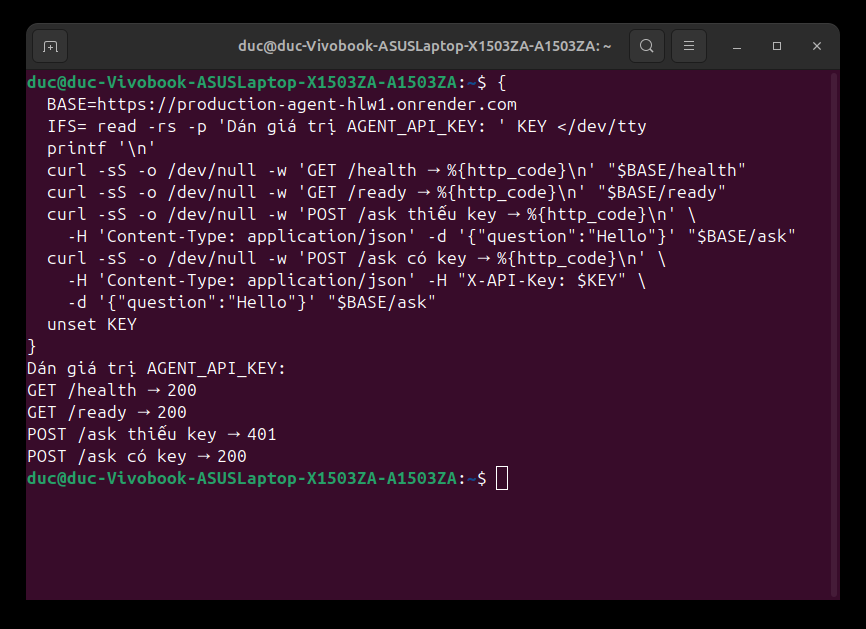 duc@duc-Vivobook-ASUSLaptop-X1503ZA-A1503ZA: ~
duc@duc-Vivobook-ASUSLaptop-X1503ZA-A1503ZA:~$ {
  BASE=https://production-agent-hlw1.onrender.com
  IFS= read -rs -p 'Dán giá trị AGENT_API_KEY: ' KEY </dev/tty
  printf '\n'
  curl -sS -o /dev/null -w 'GET /health → %{http_code}\n' "$BASE/health"
  curl -sS -o /dev/null -w 'GET /ready → %{http_code}\n' "$BASE/ready"
  curl -sS -o /dev/null -w 'POST /ask thiếu key → %{http_code}\n' \
    -H 'Content-Type: application/json' -d '{"question":"Hello"}' "$BASE/ask"
  curl -sS -o /dev/null -w 'POST /ask có key → %{http_code}\n' \
    -H 'Content-Type: application/json' -H "X-API-Key: $KEY" \
    -d '{"question":"Hello"}' "$BASE/ask"
  unset KEY
}
Dán giá trị AGENT_API_KEY:
GET /health → 200
GET /ready → 200
POST /ask thiếu key → 401
POST /ask có key → 200
duc@duc-Vivobook-ASUSLaptop-X1503ZA-A1503ZA:~$